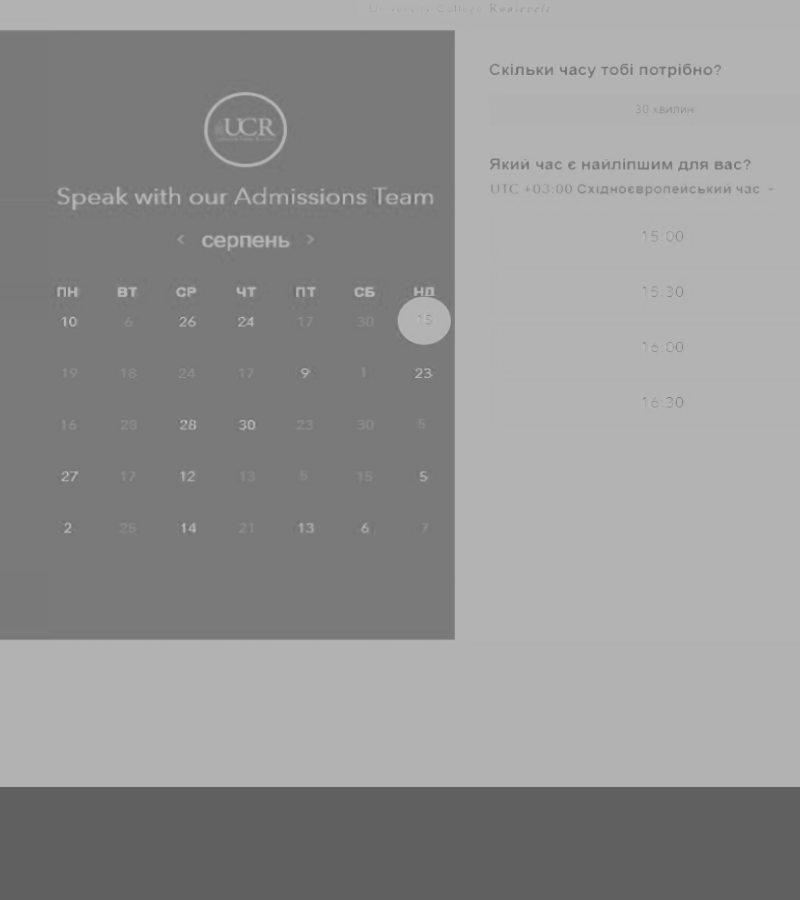 University College Roosevelt
UCR
Speak with our Admissions Team
< серпень >
ПН ВТ СР ЧТ ПТ СБ НД
10 6 26 24 17 30 15
19 18 24 17 9 1 23
16 29 28 30 23 30 5
27 17 12 13 5 15 5
2 25 14 21 13 6 7
Скільки часу тобі потрібно?
30 хвилин
Який час є найліпшим для вас?
UTC +03:00 Східноєвропейський час
15:00
15:30
16:00
16:30